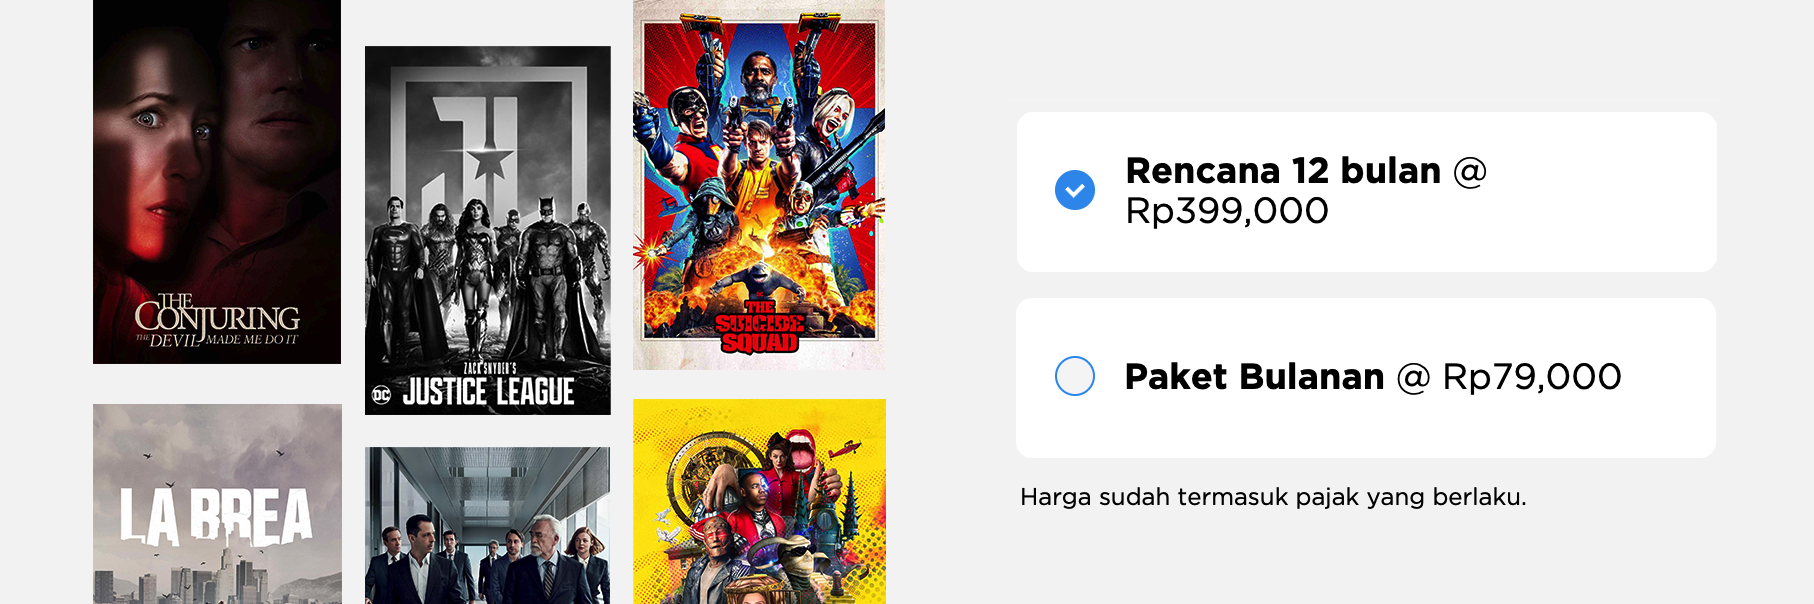 THE
CONJURING
THE DEVIL MADE ME DO IT
JL
ZACK SNYDER'S
DC
JUSTICE LEAGUE
THE
SUICIDE
SQUAD
LA BREA
Rencana 12 bulan @
Rp399,000
Paket Bulanan @ Rp79,000
Harga sudah termasuk pajak yang berlaku.